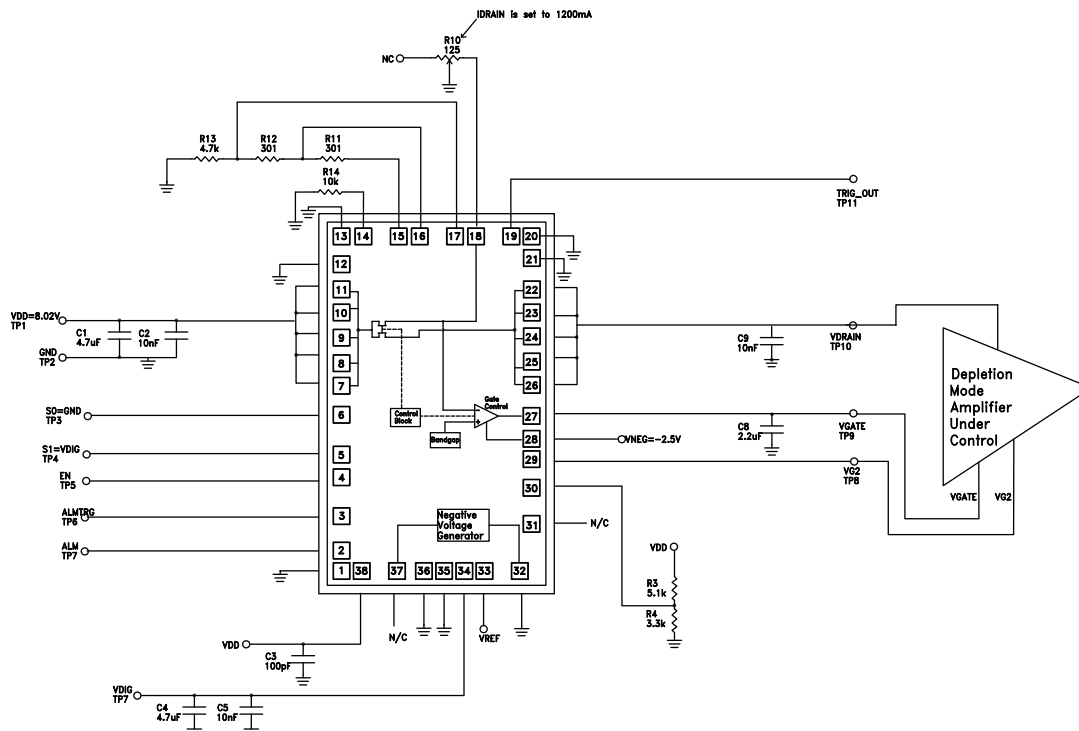 IDRAIN is set to 1200mA
R10
125
NC
R13
4.7k
R12
301
R11
301
R14
10k
TRIG_OUT
TP11
13
14
15
16
17
18
19
20
21
12
11
10
9
8
7
6
5
4
3
2
1
38
37
36
35
34
33
32
22
23
24
25
26
27
28
29
30
31
VDD=8.02V
TP1
C1
4.7uF
C2
10nF
GND
TP2
S0=GND
TP3
S1=VDIG
TP4
EN
TP5
ALMTRG
TP6
ALM
TP7
Control
Block
Bandgap
Gate
Control
-
+
Negative
Voltage
Generator
C9
10nF
VDRAIN
TP10
C8
2.2uF
VGATE
TP9
VNEG=-2.5V
VG2
TP8
N/C
Depletion
Mode
Amplifier
Under
Control
VGATE
VG2
VDD
R3
5.1k
R4
3.3k
VDD
C3
100pF
N/C
VREF
VDIG
TP7
C4
4.7uF
C5
10nF